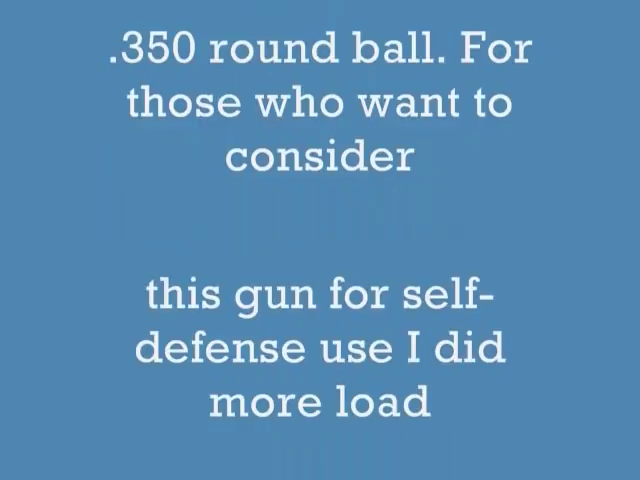 .350 round ball. For
those who want to
consider
this gun for self-
defense use I did
more load